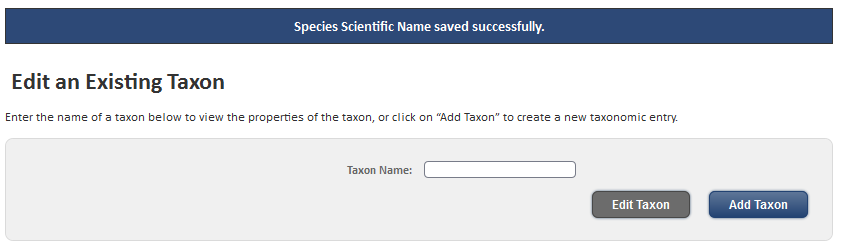 Species Scientific Name saved successfully.
Edit an Existing Taxon
Enter the name of a taxon below to view the properties of the taxon, or click on “Add Taxon” to create a new taxonomic entry.
Taxon Name:
Edit Taxon Add Taxon